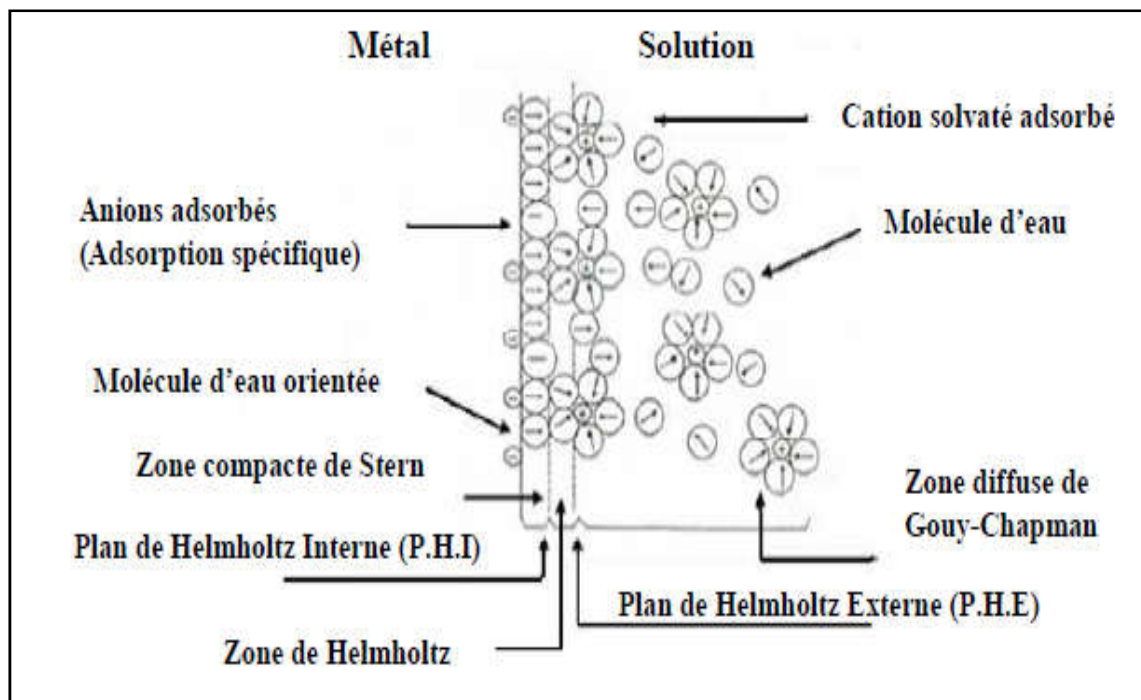 Métal
Solution
Cation solvaté adsorbé
Anions adsorbés
(Adsorption spécifique)
Molécule d'eau
Molécule d'eau orientée
Zone compacte de Stern
Zone diffuse de
Gouy-Chapman
Plan de Helmholtz Interne (P.H.I)
Plan de Helmholtz Externe (P.H.E)
Zone de Helmholtz